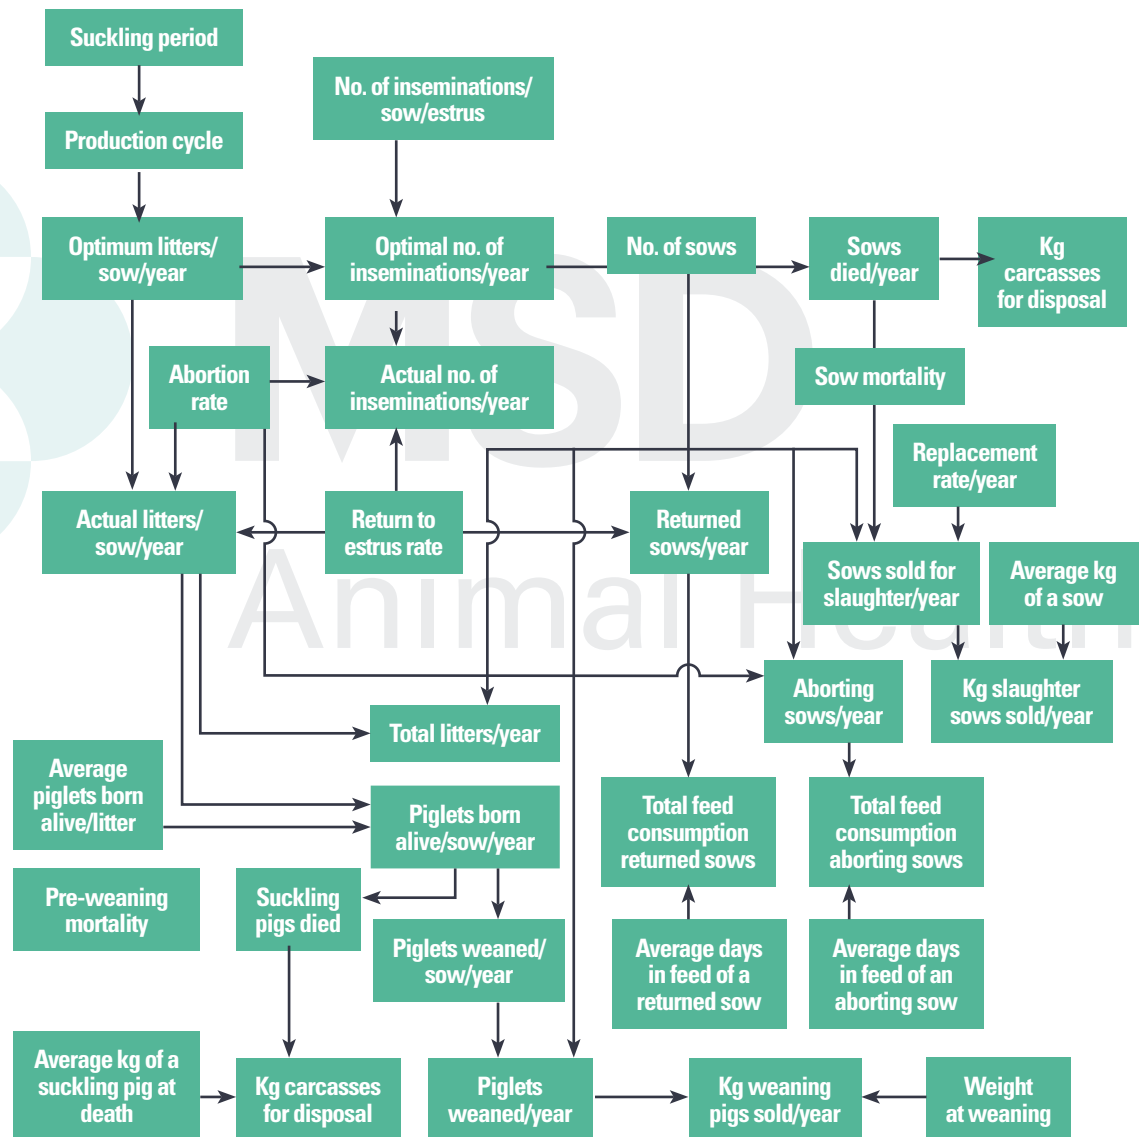 Suckling period
No. of inseminations/
sow/estrus
Production cycle
Optimum litters/
sow/year
Optimal no. of
inseminations/year
No. of sows
Sows
died/year
Kg
carcasses
for disposal
MSD
Animal Health
Abortion
rate
Actual no. of
inseminations/year
Sow mortality
Replacement
rate/year
Actual litters/
sow/year
Return to
estrus rate
Returned
sows/year
Sows sold for
slaughter/year
Average kg
of a sow
Aborting
sows/year
Kg slaughter
sows sold/year
Total litters/year
Average
piglets born
alive/litter
Piglets born
alive/sow/year
Total feed
consumption
returned sows
Total feed
consumption
aborting sows
Pre-weaning
mortality
Suckling
pigs died
Piglets weaned/
sow/year
Average days
in feed of a
returned sow
Average days
in feed of an
aborting sow
Average kg of a
suckling pig at
death
Kg carcasses
for disposal
Piglets
weaned/year
Kg weaning
pigs sold/year
Weight
at weaning